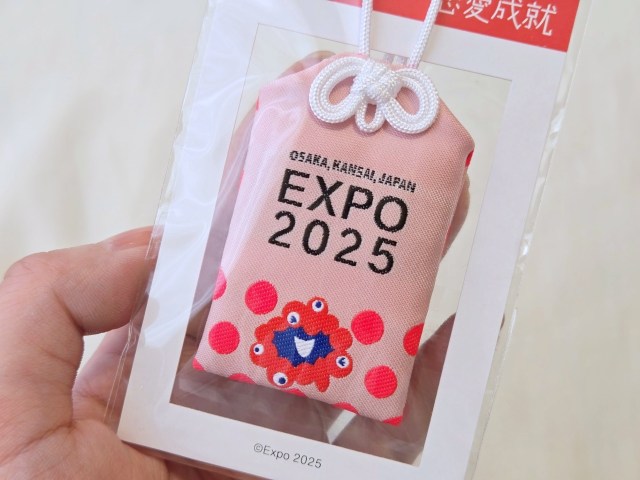 恋愛成就
OSAKA, KANSAI, JAPAN
EXPO
2025
©Expo 2025